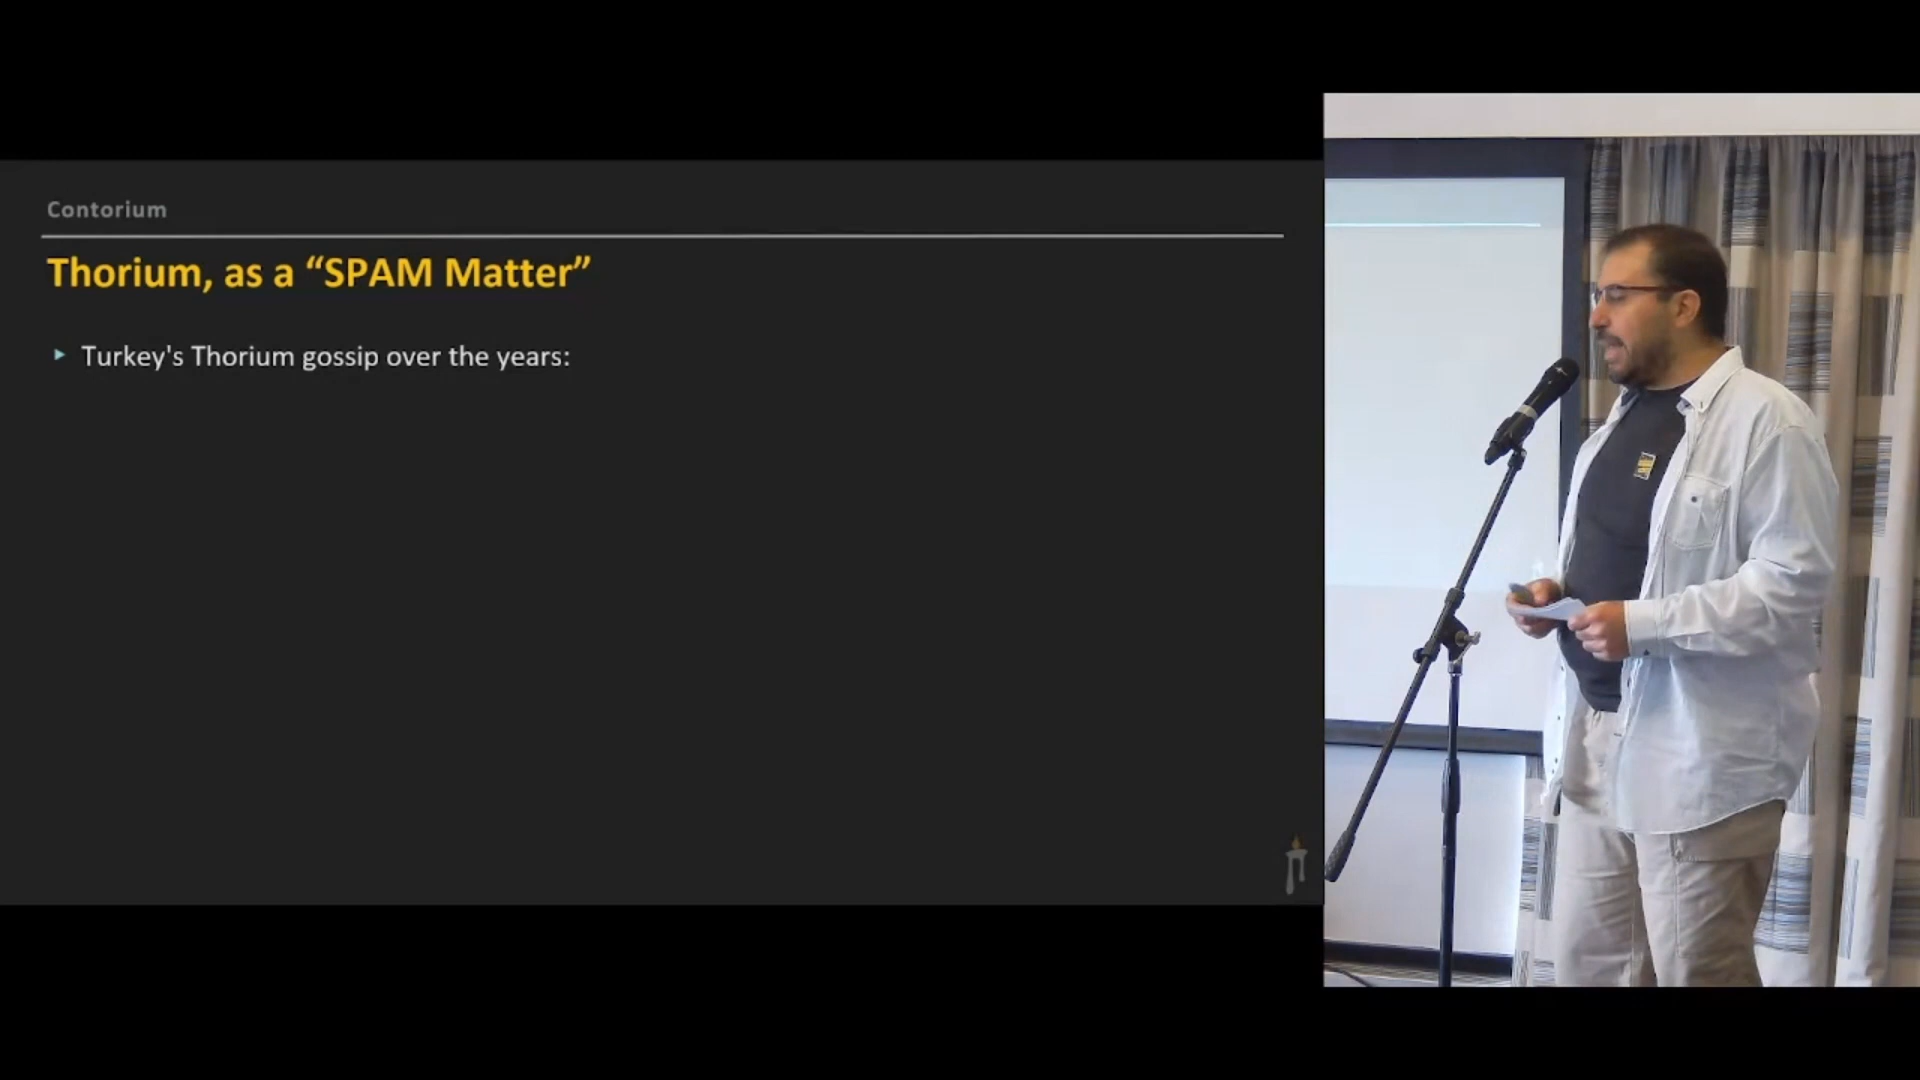 Contorium
Thorium, as a “SPAM Matter”
Turkey's Thorium gossip over the years: